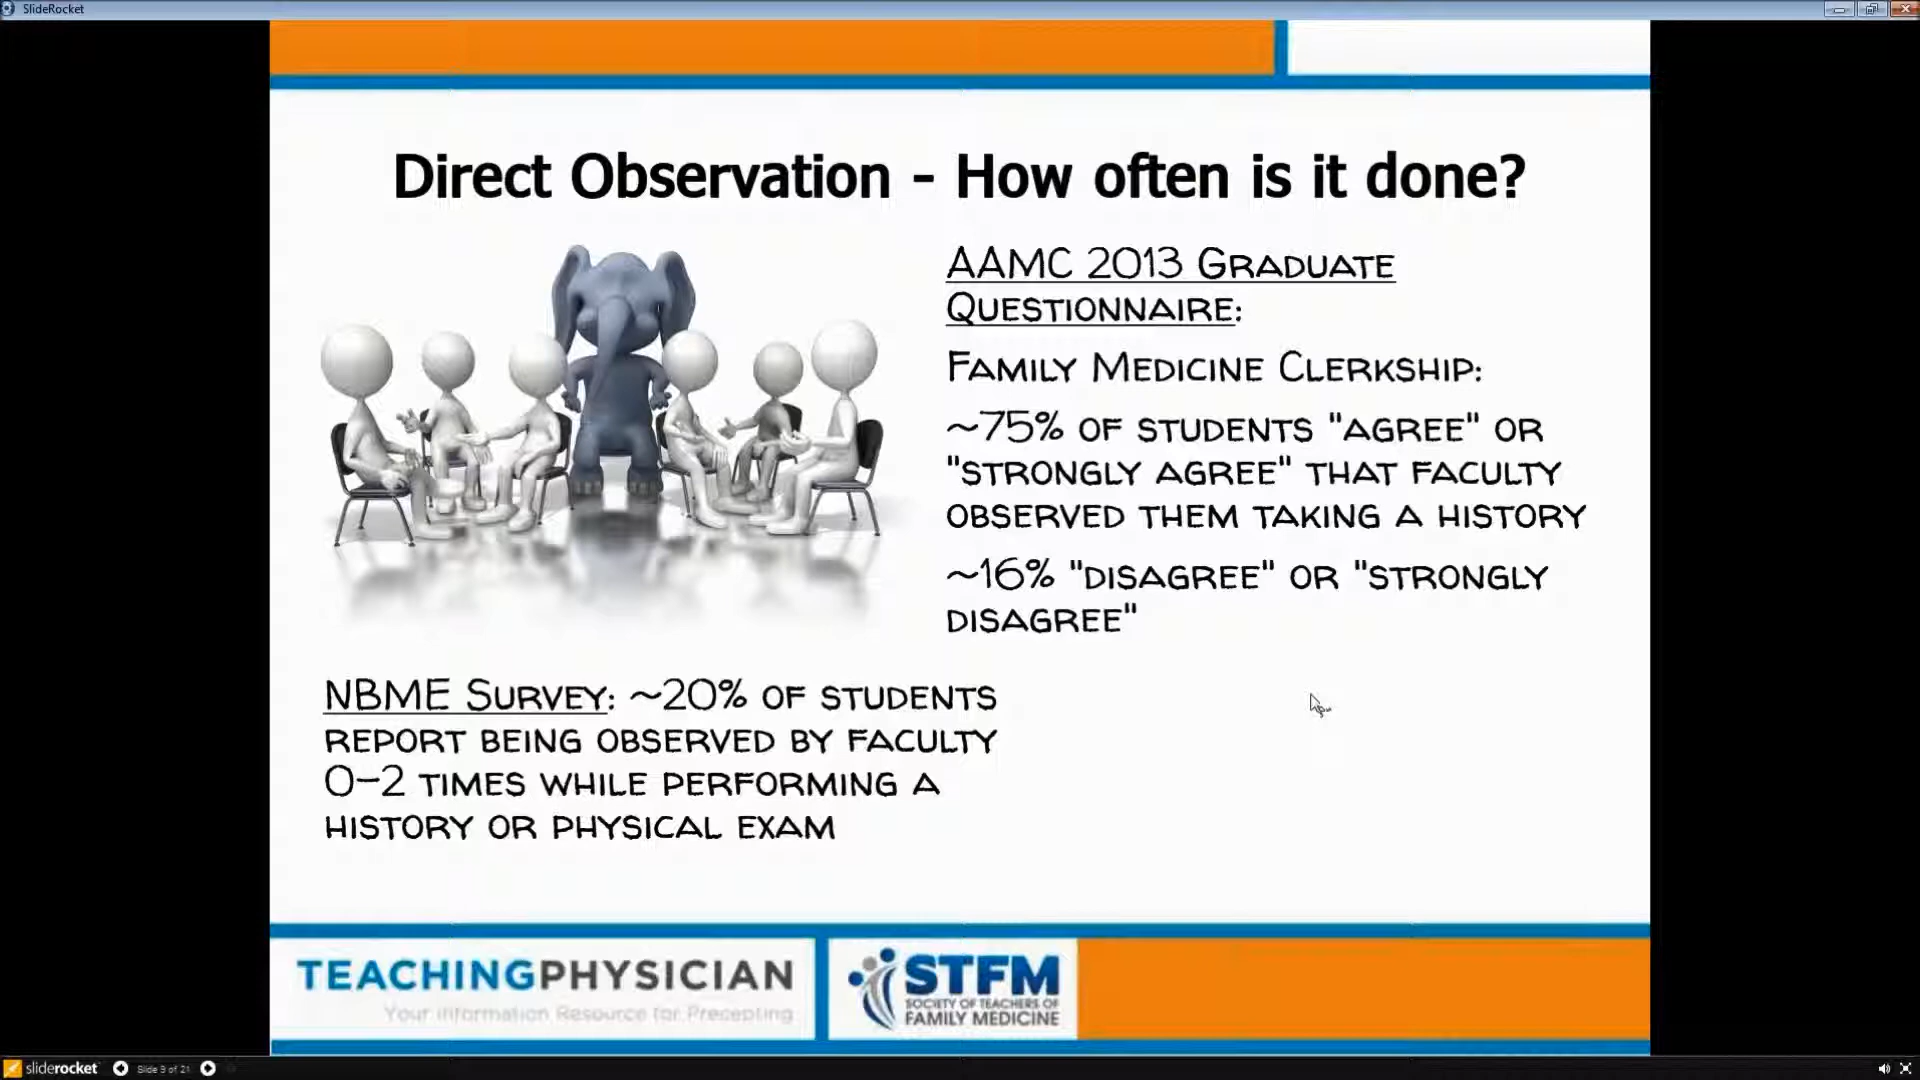 SlideRocket
Direct Observation - How often is it done?
AAMC 2013 Graduate
Questionnaire:
Family Medicine Clerkship:
~75% of students "agree" or
"strongly agree" that faculty
observed them taking a history
~16% "disagree" or "strongly
disagree"
NBME Survey: ~20% of students
report being observed by faculty
0-2 times while performing a
history or physical exam
TEACHINGPHYSICIAN
Your Information Resource for Precepting
STFM
SOCIETY OF TEACHERS OF
FAMILY MEDICINE
sliderocket
Slide 9 of 21